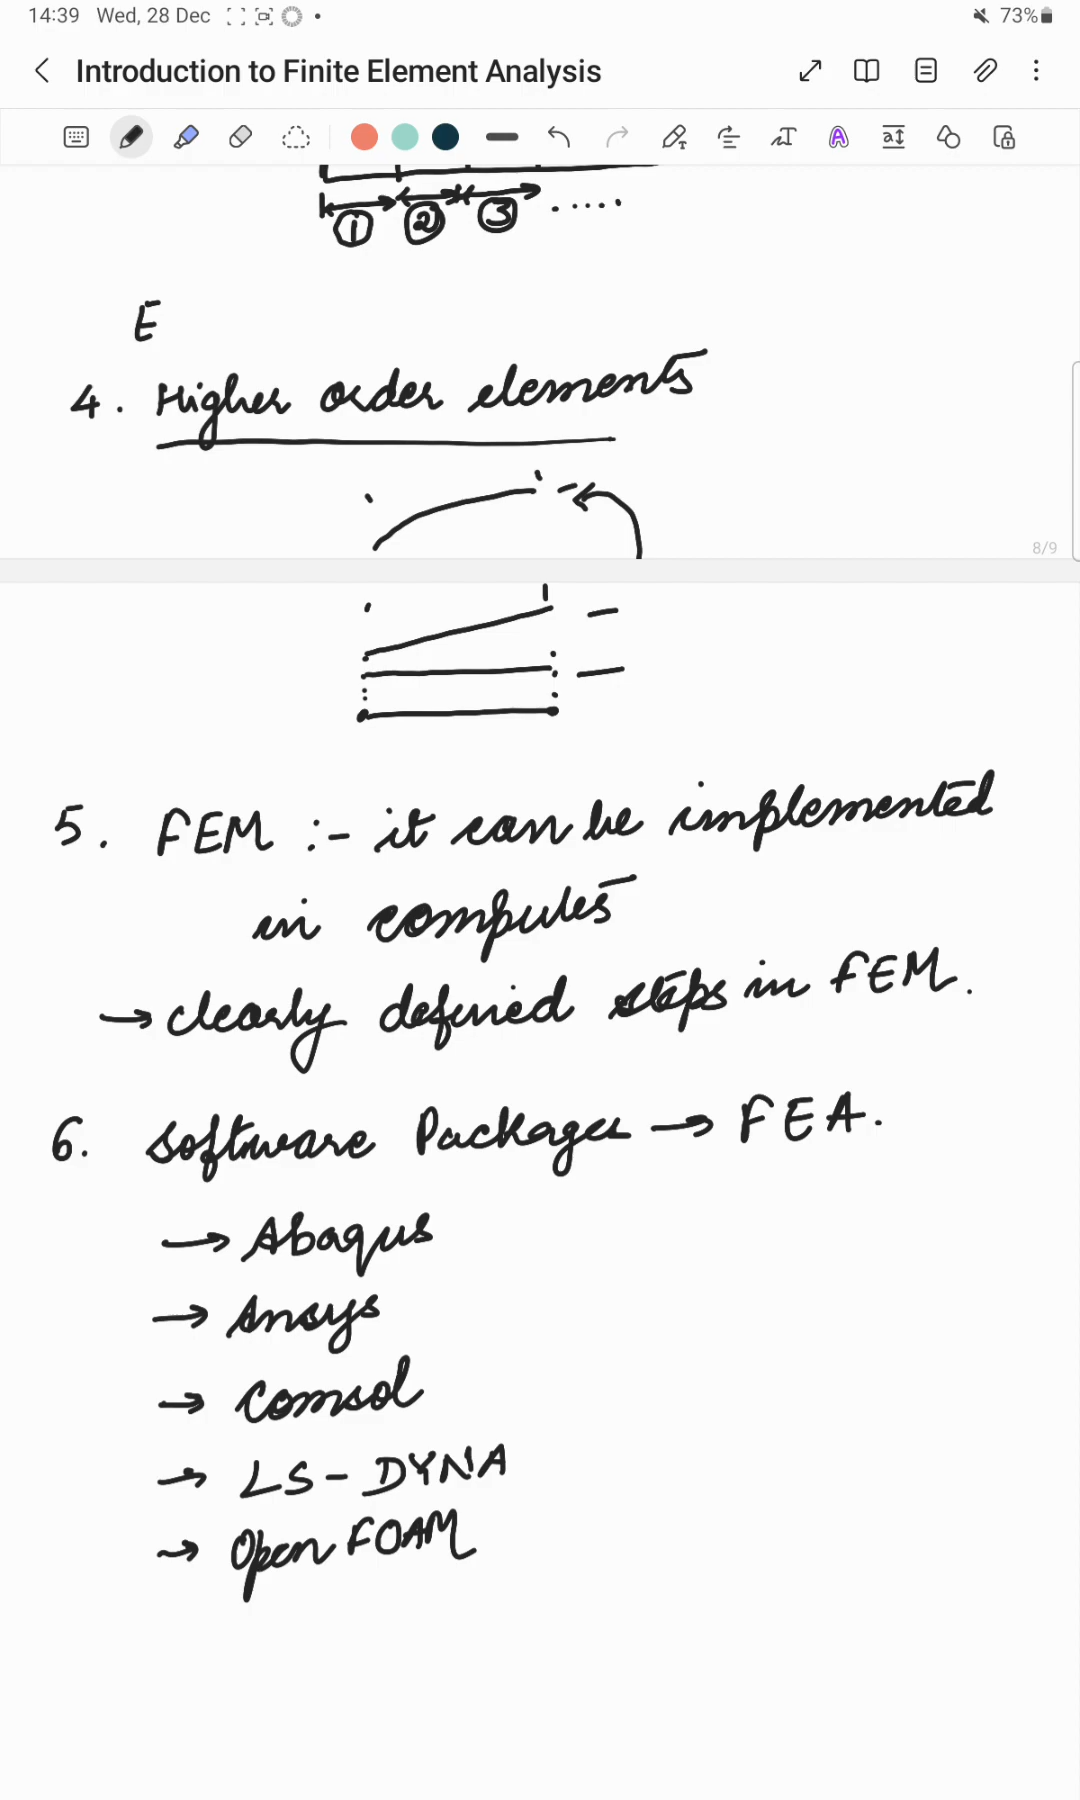 14:39 Wed, 28 Dec 73%
Introduction to Finite Element Analysis
1 2 3 .....
E
4. Higher order elements
8/9
5. FEM :- it can be implemented
in computer
→ clearly defined steps in FEM.
6. Software Packages → FEA.
→ Abaqus
→ Ansys
→ Comsol
→ LS-DYNA
→ Open FOAM